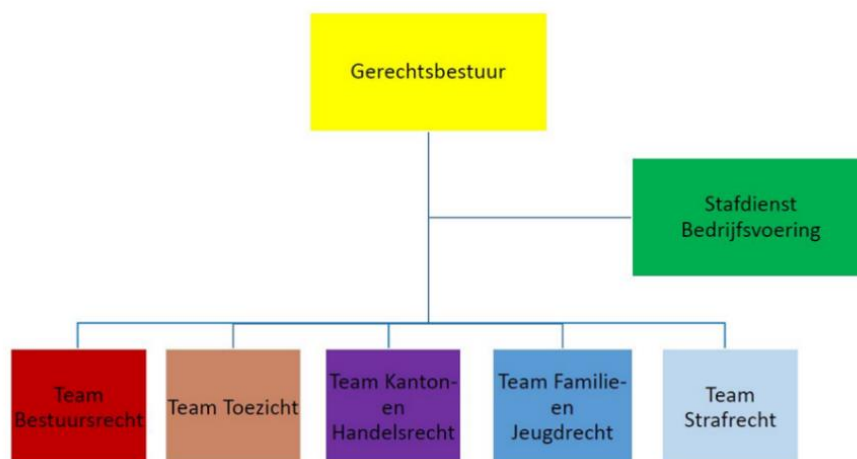 Gerechtsbestuur
Stafdienst
Bedrijfsvoering
Team
Bestuursrecht
Team Toezicht
Team Kanton-
en
Handelsrecht
Team Familie-
en
Jeugdrecht
Team
Strafrecht